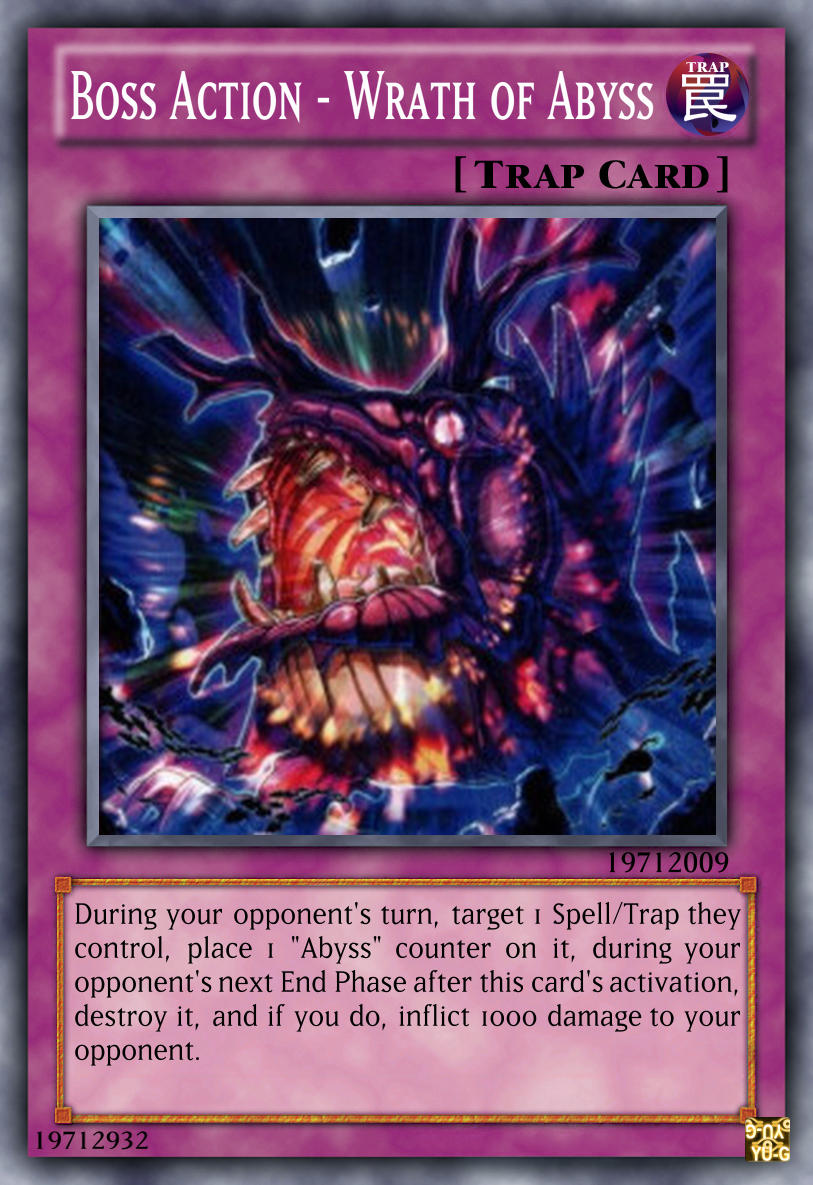 Boss Action - Wrath of Abyss
TRAP
罠
[Trap Card]
19712009
During your opponent's turn, target 1 Spell/Trap they
control, place 1 "Abyss" counter on it, during your
opponent's next End Phase after this card's activation,
destroy it, and if you do, inflict 1000 damage to your
opponent.
19712932
YU-G